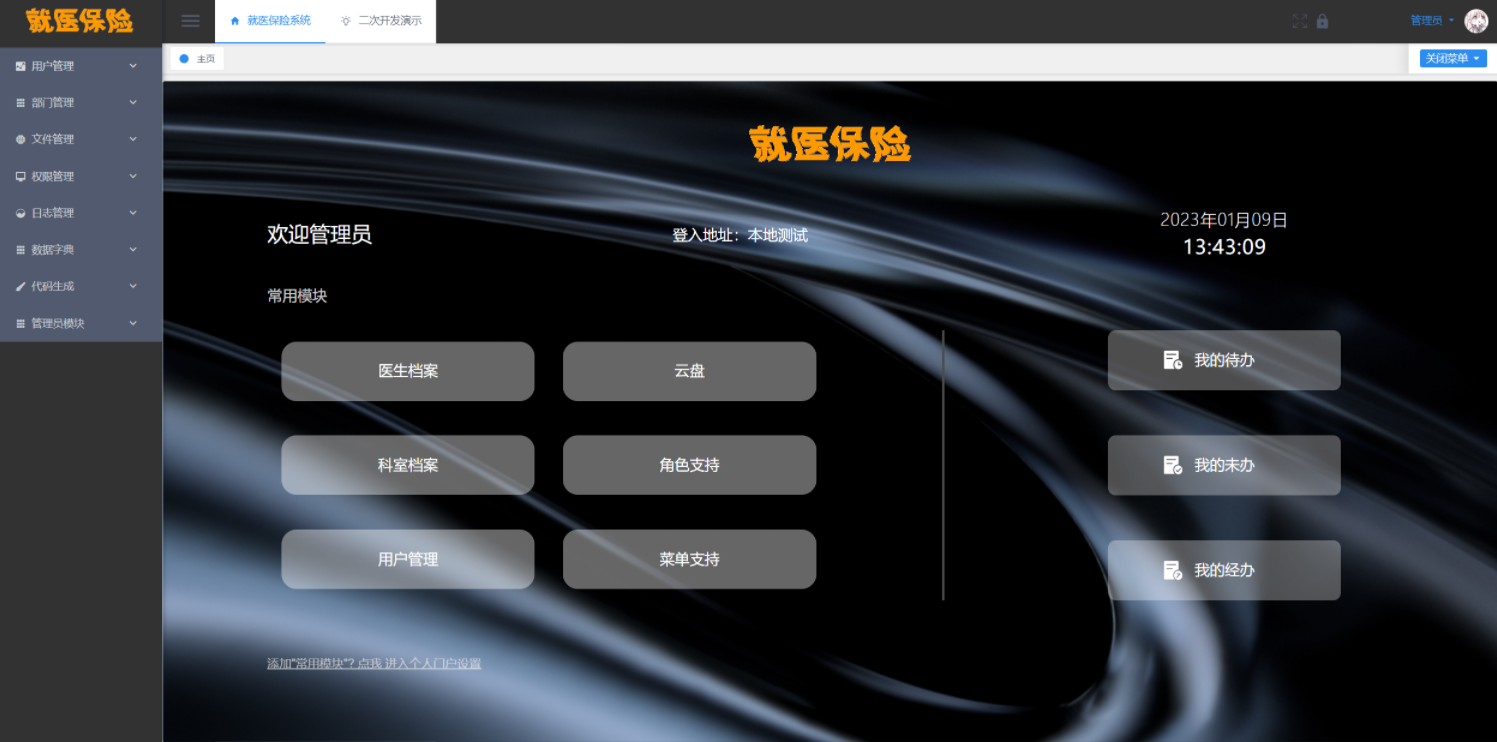 就医保险
就医保险系统
二次开发演示
管理员
主页
关闭菜单
用户管理
部门管理
文件管理
权限管理
日志管理
数据字典
代码生成
管理员模块
就医保险
欢迎管理员
登入地址：本地测试
2023年01月09日
13:43:09
常用模块
医生档案
云盘
我的待办
科室档案
角色支持
我的未办
用户管理
菜单支持
我的经办
添加"常用模块"? 点我 进入个人门户设置